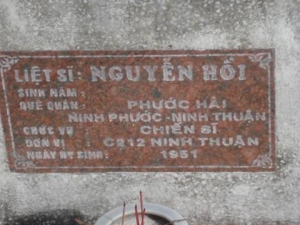 LIỆT SĨ: NGUYỄN HỒI
SINH NĂM:
QUÊ QUÁN: PHƯỚC HẢI
NINH PHƯỚC-NINH THUẬN
CHỨC VỤ: CHIẾN SĨ
ĐƠN VỊ: C212 NINH THUẬN
NGÀY HY SINH: 1951